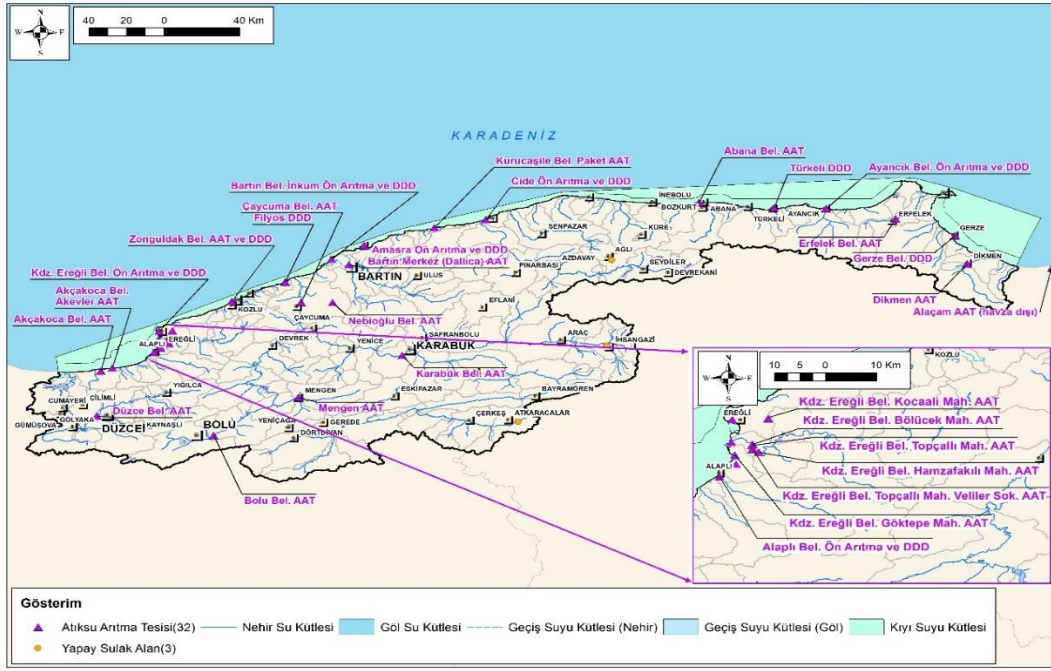 N
W E
S
40 20 0 40 Km
KARADENİZ
Abana Bel. AAT
Kurucaşile Bel. Paket AAT
Türkeli DDD
Ayancık Bel. Ön Arıtma ve DDD
Bartın Bel. İnkum Ön Arıtma ve DDD
Cide Ön Arıtma ve DDD
Çaycuma Bel. AAT
Filyos DDD
Zonguldak Bel. AAT ve DDD
Kdz. Ereğli Bel. Ön Arıtma ve DDD
Akçakoca Bel.
Akevler AAT
Akçakoca Bel. AAT
Amasra Ön Arıtma ve DDD
Bartın Merkez (Dallıca) AAT
BARTIN
Nebioğlu Bel. AAT
Erfelek Bel. AAT
Gerze Bel. DDD
Dikmen AAT
Alaçam AAT (havza dışı)
İNEBOLU
BOZKURT
ABANA
TÜRKELİ
AYANCIK
ERFELEK
GERZE
DİKMEN
ŞENPAZAR
KÜRE
AĞLI
AZDAVAY
SEYDİLER
DEVREKANİ
PINARBAŞI
ULUS
EFLANİ
KOZLU
ÇAYCUMA
DEVREK
YENİCE
SAFRANBOLU
KARABÜK
Karabük Bel. AAT
ARAÇ
İHSANGAZİ
EREĞLİ
ALAPLI
YIĞILCA
CUMAYERİ
ÇİLİMLİ
GÖLYAKA
GÜMÜŞOVA
Düzce Bel. AAT
DÜZCE
KAYNAŞLI
BOLU
Bolu Bel. AAT
MENGEN
Mengen AAT
YENİÇAĞA
GEREDE
DÖRTDİVAN
ESKİPAZAR
BAYRAMÖREN
ÇERKEŞ
ATKARACALAR
N
W E
S
10 5 0 10 Km
KOZLU
EREĞLİ
ALAPLI
Kdz. Ereğli Bel. Kocaali Mah. AAT
Kdz. Ereğli Bel. Bölücek Mah. AAT
Kdz. Ereğli Bel. Topçallı Mah. AAT
Kdz. Ereğli Bel. Hamzafakılı Mah. AAT
Kdz. Ereğli Bel. Topçallı Mah. Veliler Sok. AAT
Kdz. Ereğli Bel. Göktepe Mah. AAT
Alaplı Bel. Ön Arıtma ve DDD
Gösterim
Atıksu Arıtma Tesisi(32) Nehir Su Kütlesi Göl Su Kütlesi Geçiş Suyu Kütlesi (Nehir) Geçiş Suyu Kütlesi (Göl) Kıyı Suyu Kütlesi
Yapay Sulak Alan(3)